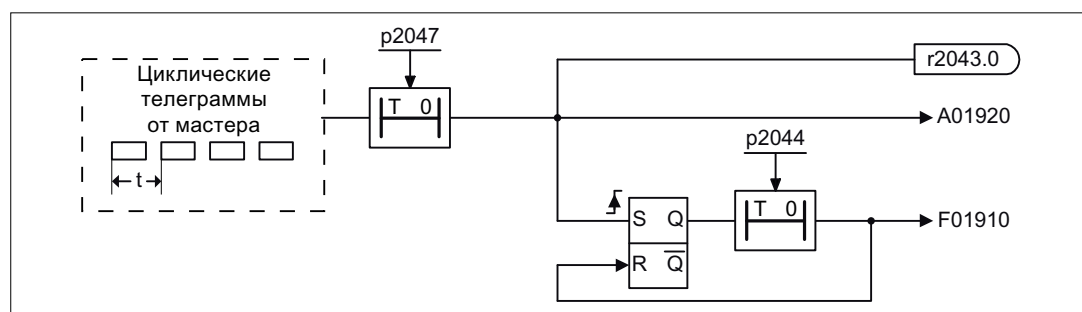 p2047
r2043.0
Циклические
телеграммы
от мастера
T 0
A01920
p2044
t
T 0
S Q
F01910
R Q̅